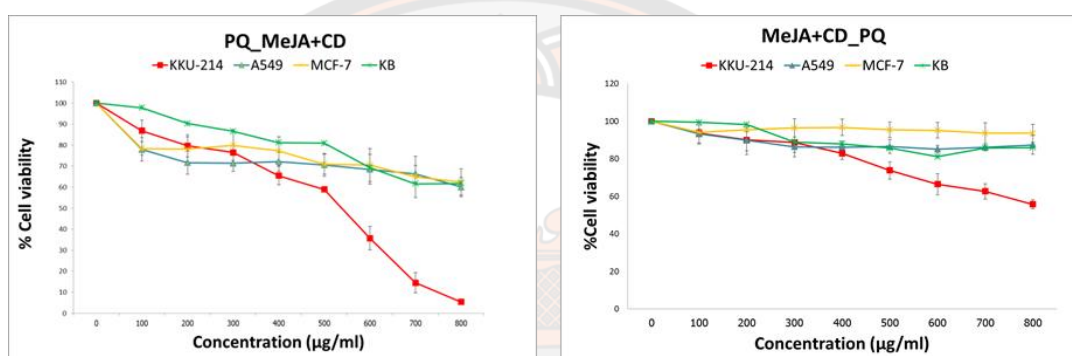 PQ_MeJA+CD
KKU-214 A549 MCF-7 KB
110
100
90
80
70
60
50
40
30
20
10
0
% Cell viability
0 100 200 300 400 500 600 700 800
Concentration (µg/ml)
MeJA+CD_PQ
KKU-214 A549 MCF-7 KB
120
100
80
60
40
20
0
%Cell viability
0 100 200 300 400 500 600 700 800
Concentration (µg/ml)